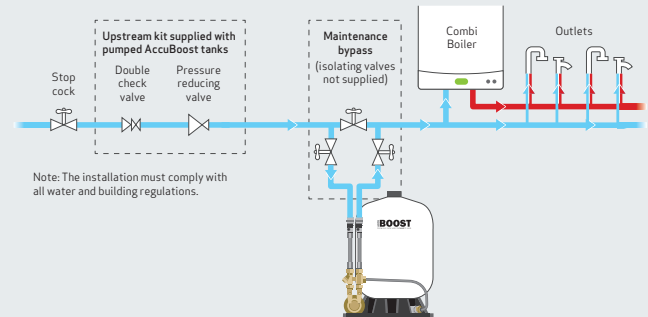 Upstream kit supplied with
pumped AccuBoost tanks
Stop
cock
Double
check
valve
Pressure
reducing
valve
Maintenance
bypass
(isolating valves
not supplied)
Combi
Boiler
Outlets
Note: The installation must comply with
all water and building regulations.
BOOST